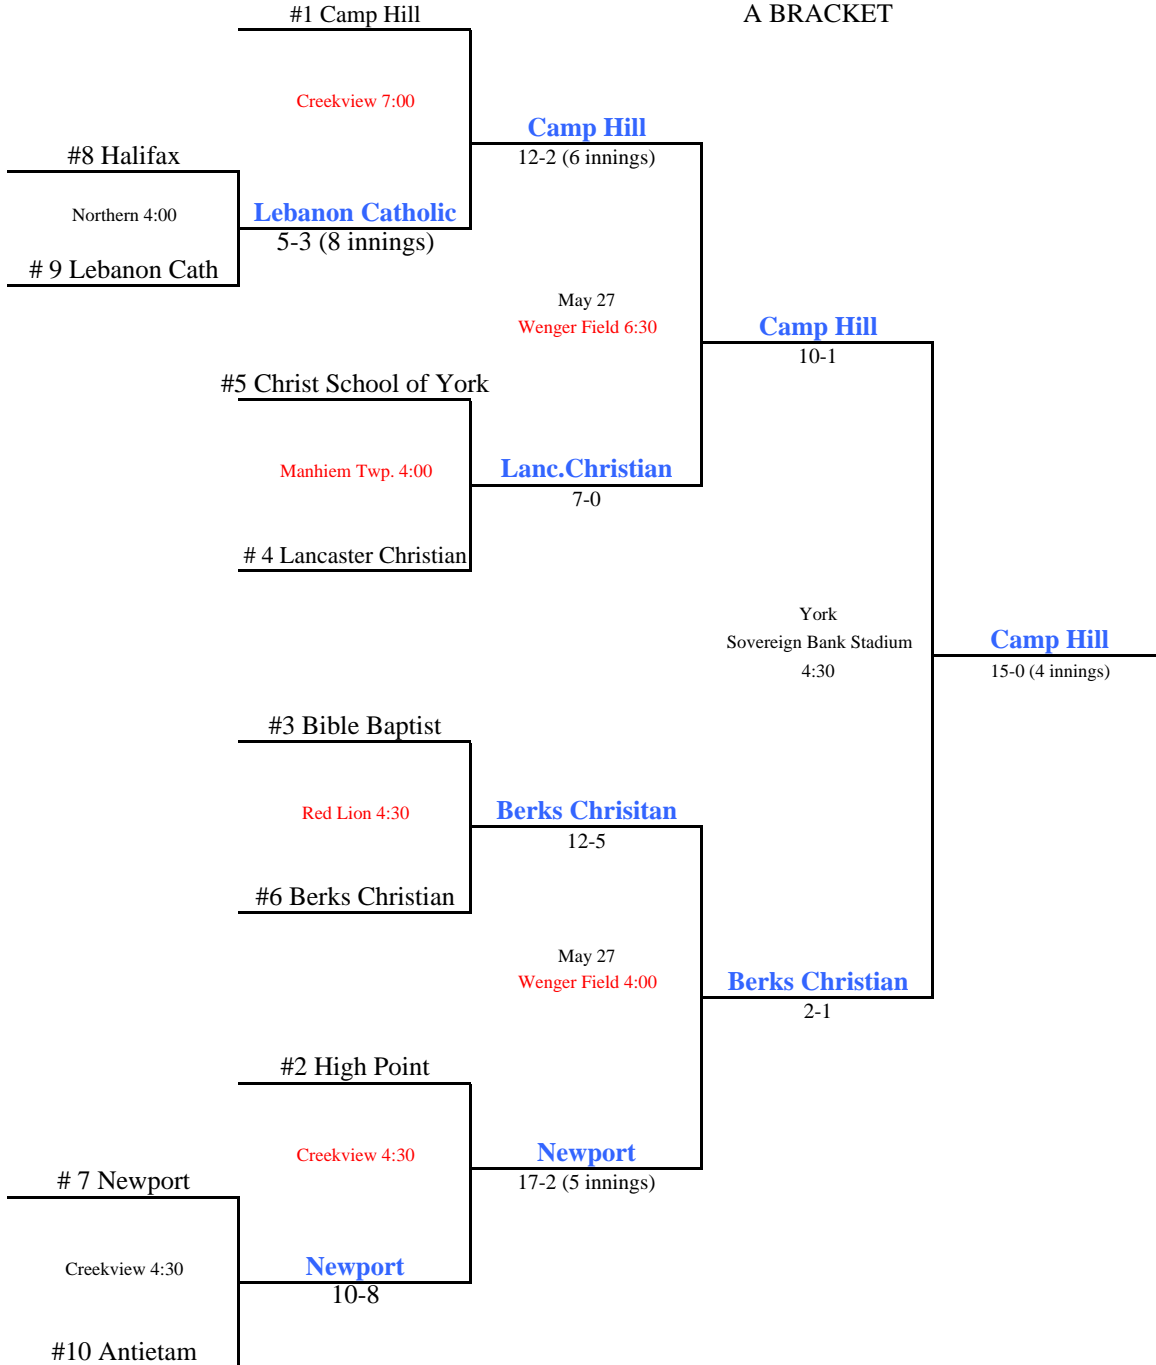 #1 Camp Hill
A BRACKET
Creekview 7:00
Camp Hill
12-2 (6 innings)
#8 Halifax
Northern 4:00
Lebanon Catholic
5-3 (8 innings)
# 9 Lebanon Cath
May 27
Wenger Field 6:30
Camp Hill
10-1
#5 Christ School of York
Manhiem Twp. 4:00
Lanc.Christian
7-0
# 4 Lancaster Christian
York
Sovereign Bank Stadium
4:30
Camp Hill
15-0 (4 innings)
#3 Bible Baptist
Red Lion 4:30
Berks Chrisitan
12-5
#6 Berks Christian
May 27
Wenger Field 4:00
Berks Christian
2-1
#2 High Point
Creekview 4:30
Newport
17-2 (5 innings)
# 7 Newport
Creekview 4:30
Newport
10-8
#10 Antietam